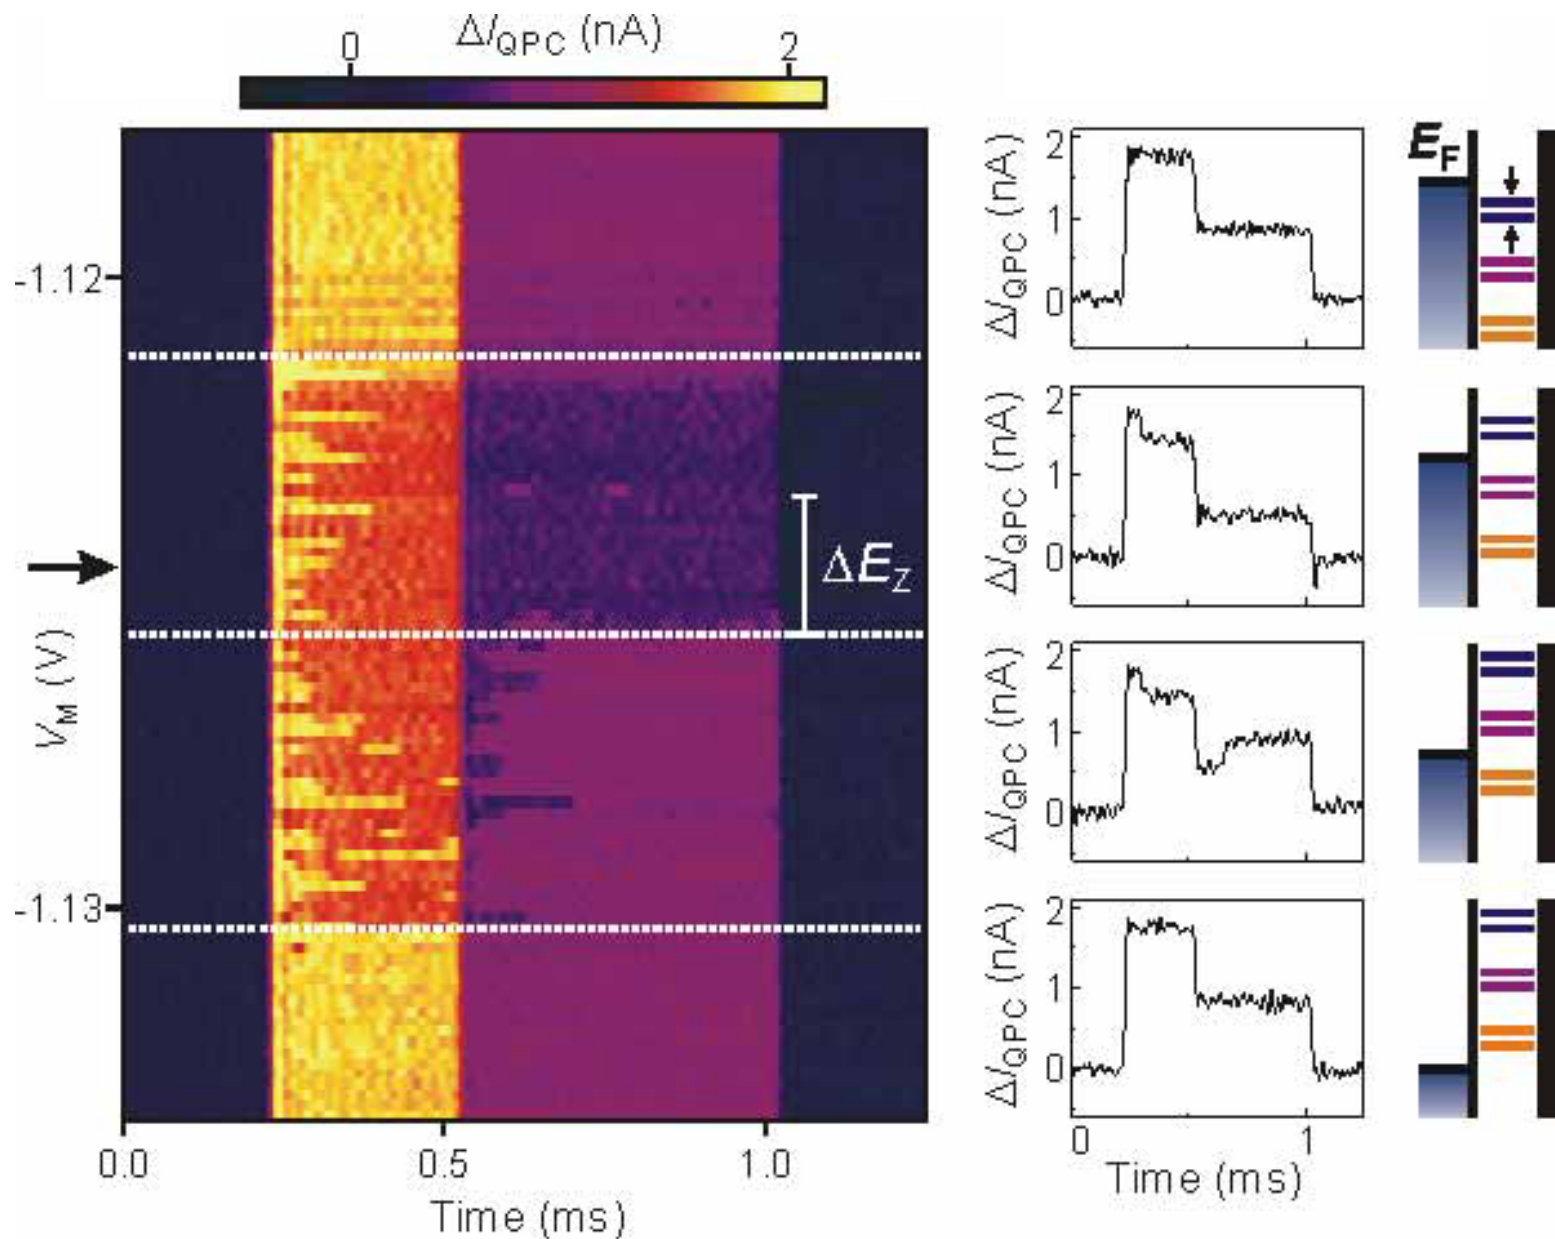 ΔI_QPC (nA)
0 2
-1.12
V_M (V)
-1.13
ΔE_Z
0.0 0.5 1.0
Time (ms)
ΔI_QPC (nA)
2
1
0
ΔI_QPC (nA)
2
1
0
ΔI_QPC (nA)
2
1
0
ΔI_QPC (nA)
2
1
0
0 1
Time (ms)
E_F